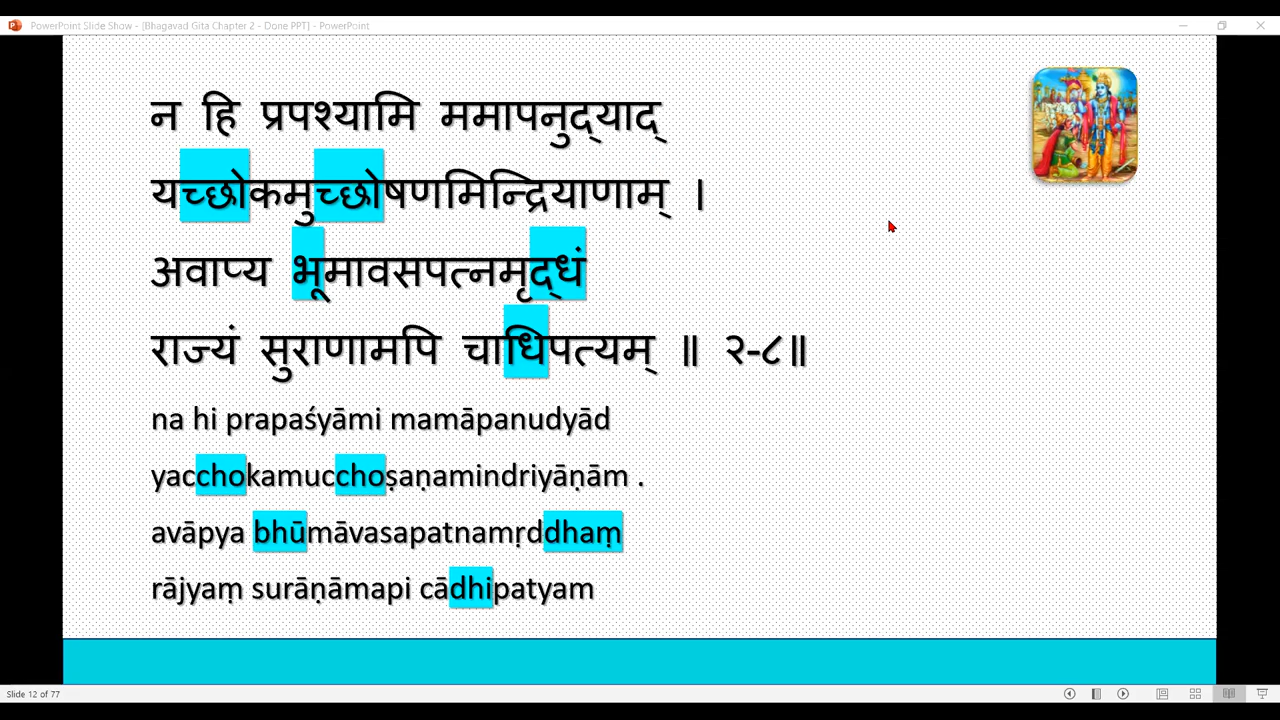 PowerPoint Slide Show - [Bhagavad Gita Chapter 2 - Done PPT] - PowerPoint
न हि प्रपश्यामि ममापनुद्याद्
यच्छोकमुच्छोषणमिन्द्रियाणाम् ।
अवाप्य भूमावसपत्नमृद्धं
राज्यं सुराणामपि चाधिपत्यम् ॥ २-८॥
na hi prapaśyāmi mamāpanudyād
yacchokamucchoṣaṇamindriyāṇām .
avāpya bhūmāvasapatnamṛddhaṃ
rājyaṃ surāṇāmapi cādhipatyam
Slide 12 of 77